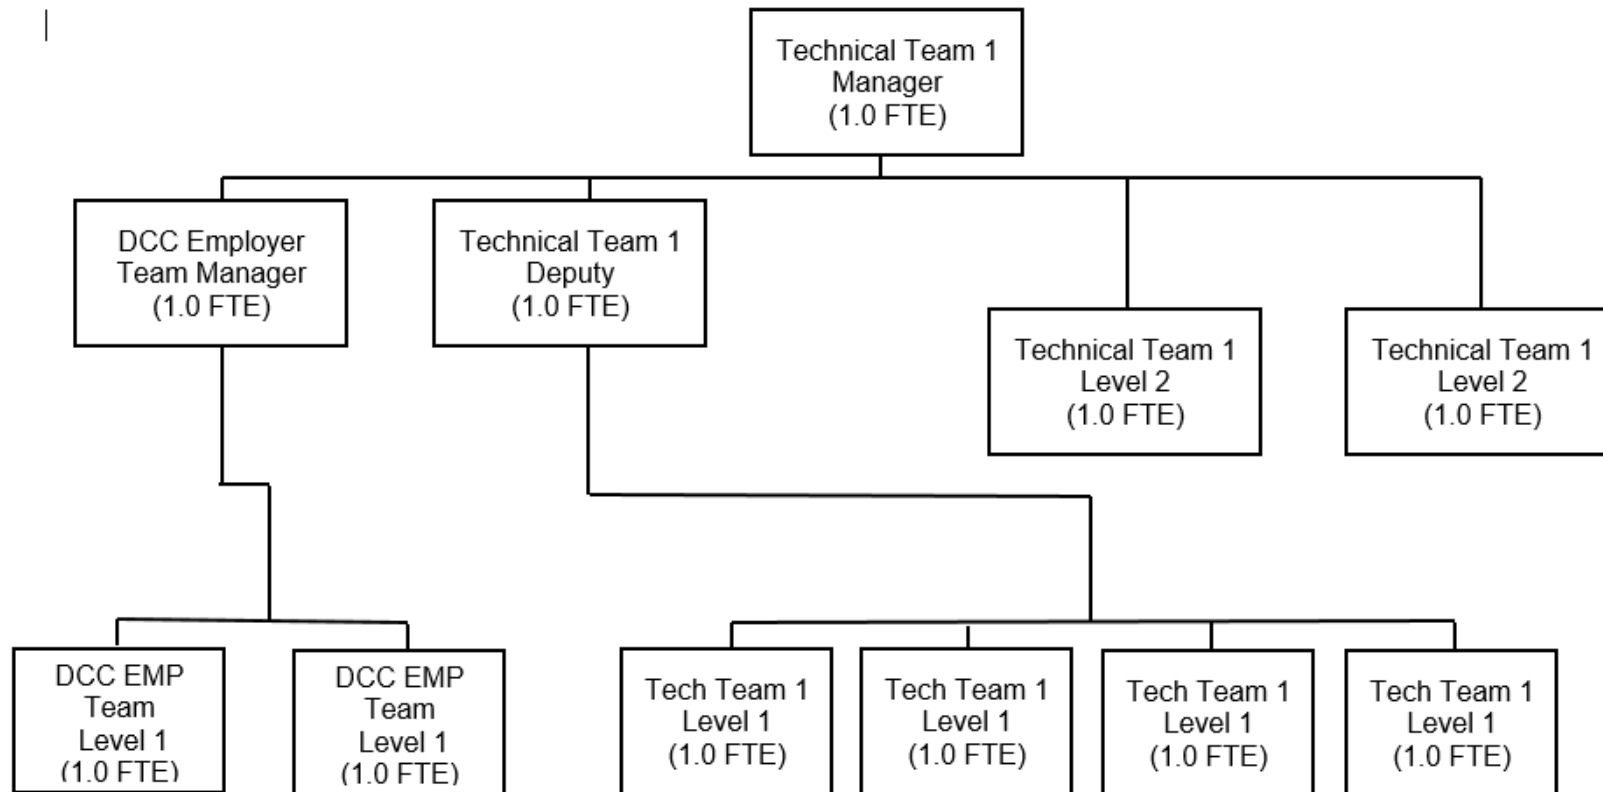 Technical Team 1
Manager
(1.0 FTE)
DCC Employer
Team Manager
(1.0 FTE)
Technical Team 1
Deputy
(1.0 FTE)
Technical Team 1
Level 2
(1.0 FTE)
Technical Team 1
Level 2
(1.0 FTE)
DCC EMP
Team
Level 1
(1.0 FTE)
DCC EMP
Team
Level 1
(1.0 FTE)
Tech Team 1
Level 1
(1.0 FTE)
Tech Team 1
Level 1
(1.0 FTE)
Tech Team 1
Level 1
(1.0 FTE)
Tech Team 1
Level 1
(1.0 FTE)